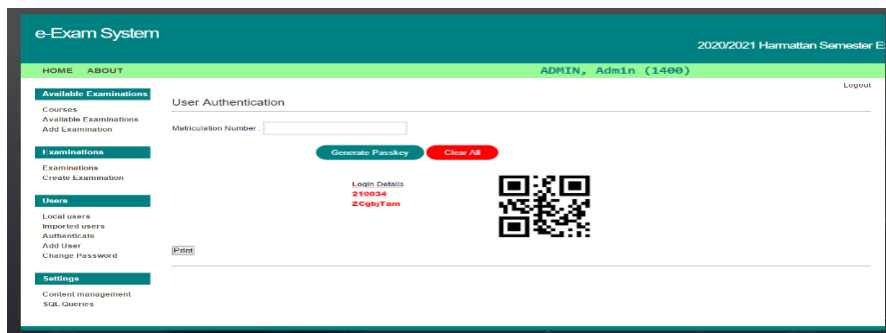 e-Exam System
2020/2021 Harmattan Semester E
HOME ABOUT
ADMIN, Admin (1400)
Logout
Available Examinations
Courses
Available Examinations
Add Examination
Examinations
Examinations
Create Examination
Users
Local users
Imported users
Authenticate
Add User
Change Password
Settings
Content management
SQL Queries
User Authentication
Matriculation Number :
Generate Passkey Clear All
Login Details
210034
ZCgbjTam
Print